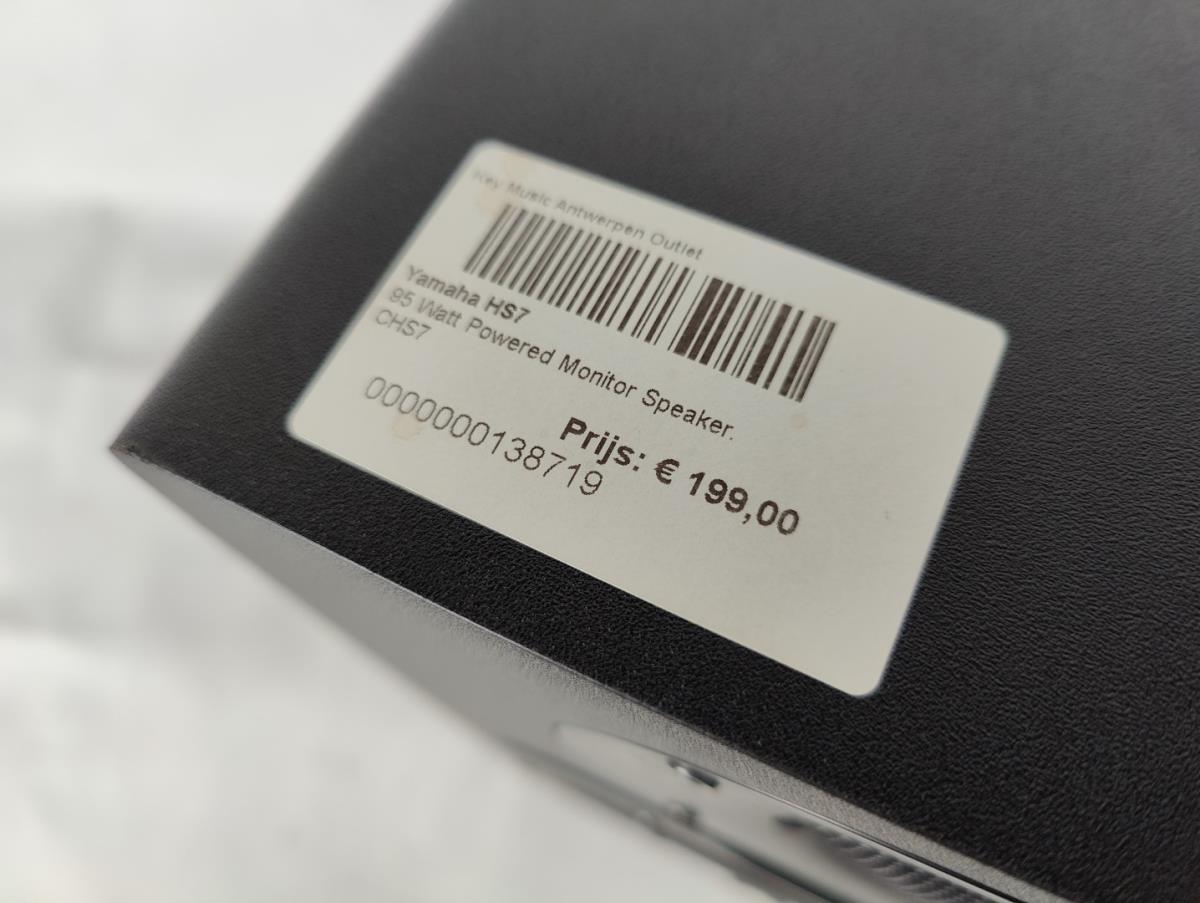 Key Music Antwerpen Outlet
Yamaha HS7
95 Watt Powered Monitor Speaker.
CHS7
Prijs: € 199,00
0000000138719